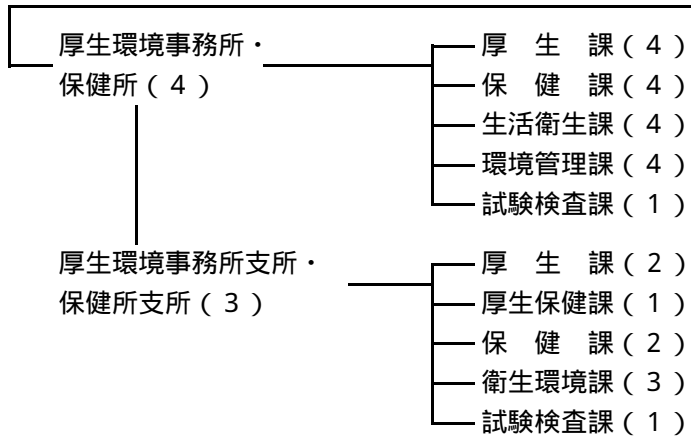 厚生環境事務所・
保健所(4)
厚　生　課(4)
保　健　課(4)
生活衛生課(4)
環境管理課(4)
試験検査課(1)
厚生環境事務所支所・
保健所支所(3)
厚　生　課(2)
厚生保健課(1)
保　健　課(2)
衛生環境課(3)
試験検査課(1)